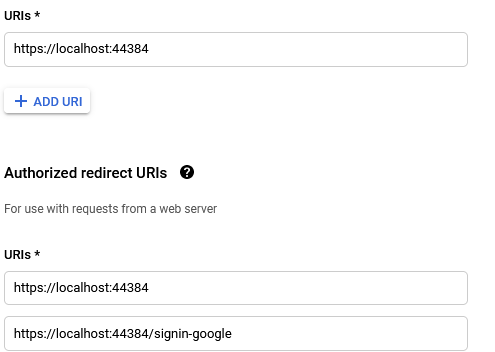 URIs *
https://localhost:44384
+ ADD URI
Authorized redirect URIs ?
For use with requests from a web server
URIs *
https://localhost:44384
https://localhost:44384/signin-google